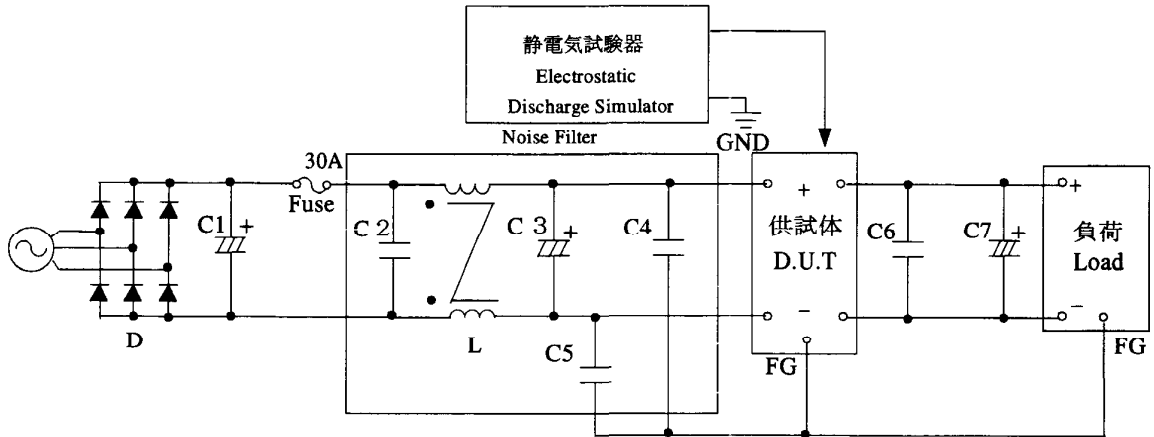 静電気試験器
Electrostatic
Discharge Simulator
Noise Filter
GND
30A
Fuse
C1
+
C 2
C 3
+
C4
+
供試体
D.U.T
−
FG
C6
C7
+
+
負荷
Load
−
FG
D
L
C5